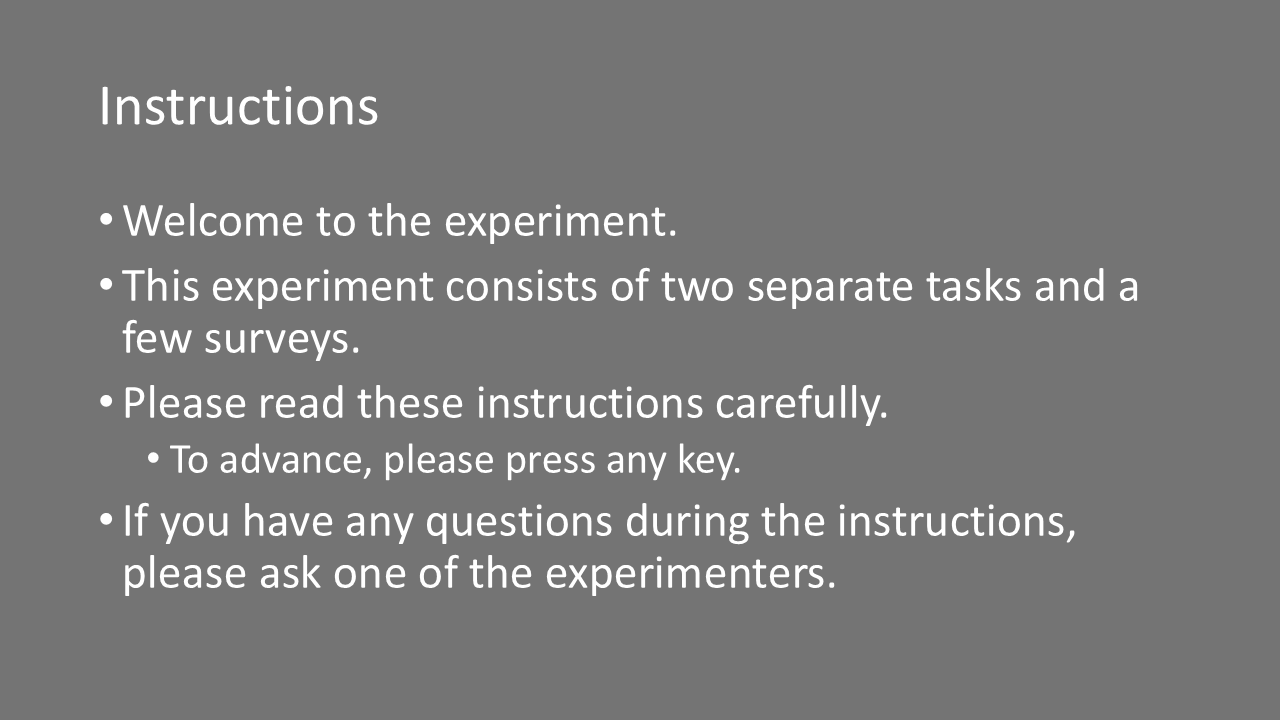 Instructions
• Welcome to the experiment.
• This experiment consists of two separate tasks and a
few surveys.
• Please read these instructions carefully.
• To advance, please press any key.
• If you have any questions during the instructions,
please ask one of the experimenters.